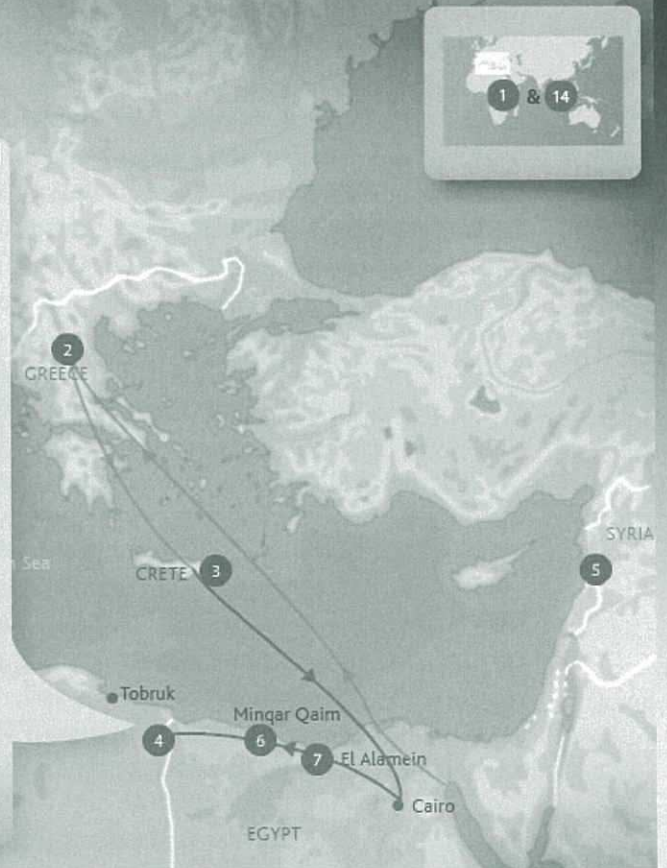 1 & 14
2
GREECE
SYRIA
Sea
CRETE 3
5
Tobruk
Minqar Qaim
4
6
7 El Alamein
Cairo
EGYPT